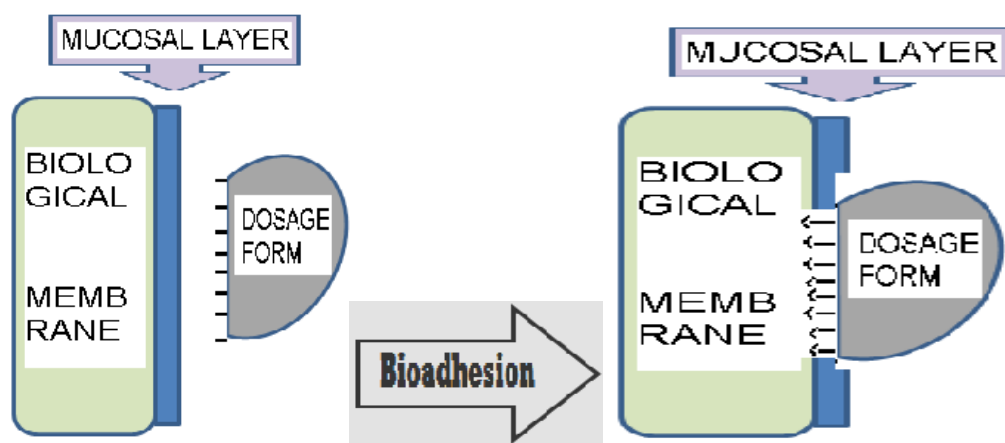 MUCOSAL LAYER
BIOLO
GICAL
MEMB
RANE
DOSAGE
FORM
Bioadhesion
MJCOSAL LAYER
BIOLO
GICAL
MEMB
RANE
DOSAGE
FORM